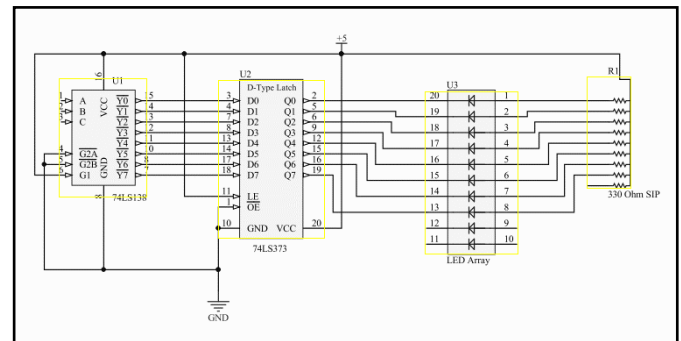 +5
U1
1 A
2 B
3 C
4 G2A
5 G2B
6 G1
16 VCC
GND 8
Y0 15
Y1 14
Y2 13
Y3 12
Y4 11
Y5 10
Y6 9
Y7 7
74LS138
U2
D-Type Latch
3 D0 Q0 2
4 D1 Q1 5
7 D2 Q2 6
8 D3 Q3 9
13 D4 Q4 12
14 D5 Q5 15
17 D6 Q6 16
18 D7 Q7 19
11 LE
1 OE
10 GND VCC 20
74LS373
U3
20 1
19 2
18 3
17 4
16 5
15 6
14 7
13 8
12 9
11 10
LED Array
R1
330 Ohm SIP
GND